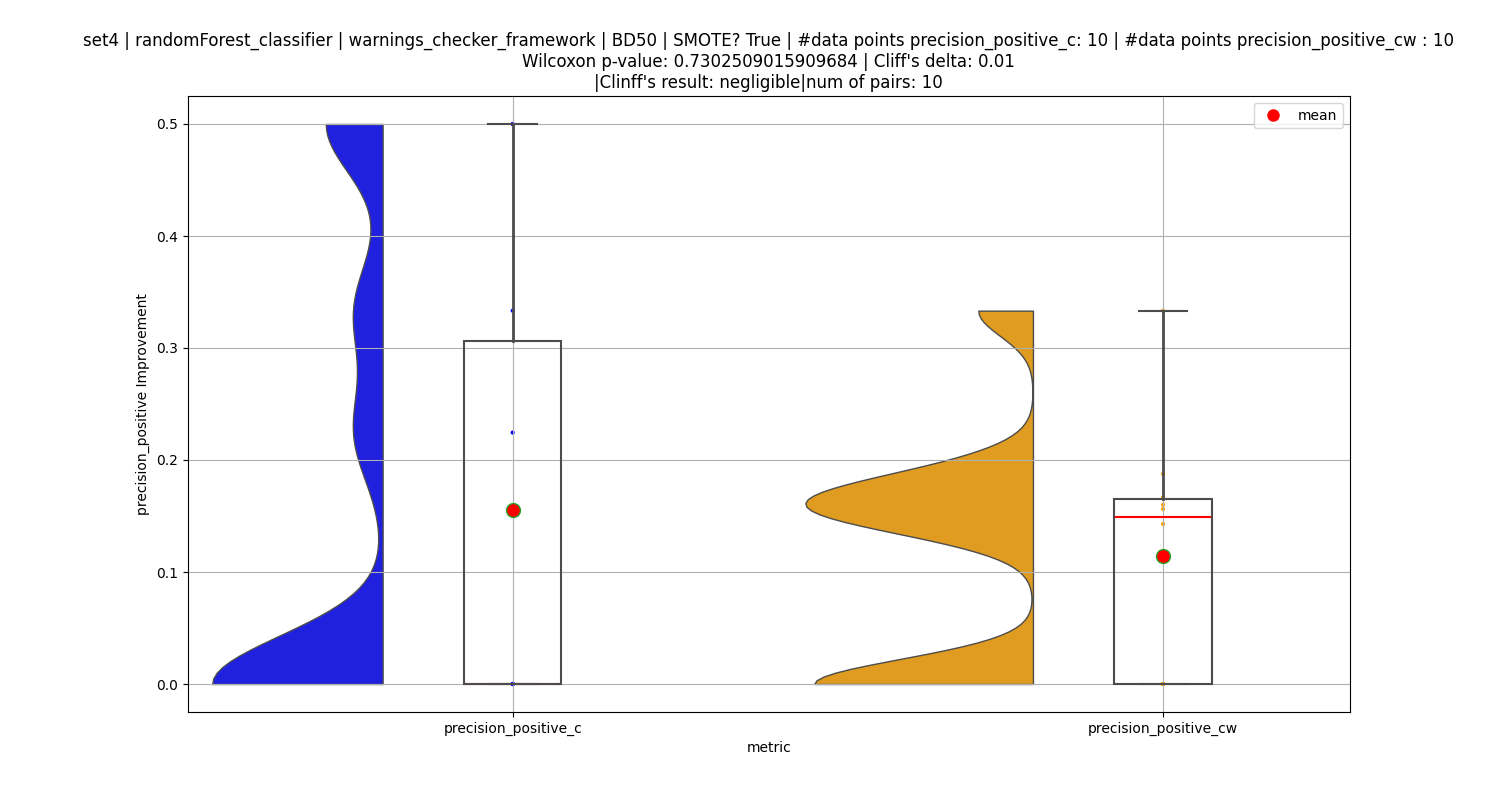 set4 | randomForest_classifier | warnings_checker_framework | BD50 | SMOTE? True | #data points precision_positive_c: 10 | #data points precision_positive_cw : 10
Wilcoxon p-value: 0.7302509015909684 | Cliff's delta: 0.01
|Clinff's result: negligible|num of pairs: 10
mean
0.5
0.4
0.3
0.2
0.1
0.0
precision_positive Improvement
precision_positive_c
precision_positive_cw
metric